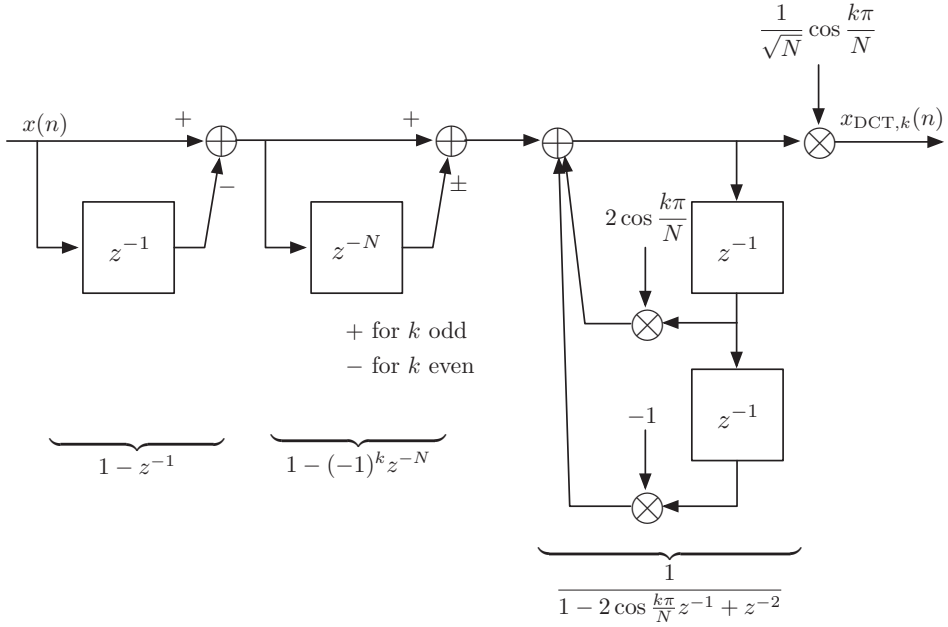 1/√N cos kπ/N
x(n)
+
+
x_DCT,k(n)
−
±
2 cos kπ/N
z^−1
z^−N
z^−1
+ for k odd
− for k even
z^−1
−1
1 − z^−1
1 − (−1)^k z^−N
1
1 − 2 cos kπ/N z^−1 + z^−2